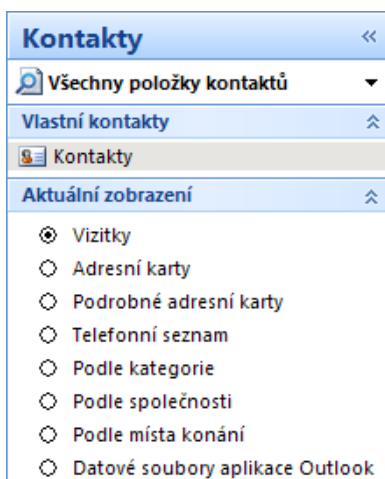 Kontakty
Všechny položky kontaktů
Vlastní kontakty
Kontakty
Aktuální zobrazení
Vizitky
Adresní karty
Podrobné adresní karty
Telefonní seznam
Podle kategorie
Podle společnosti
Podle místa konání
Datové soubory aplikace Outlook